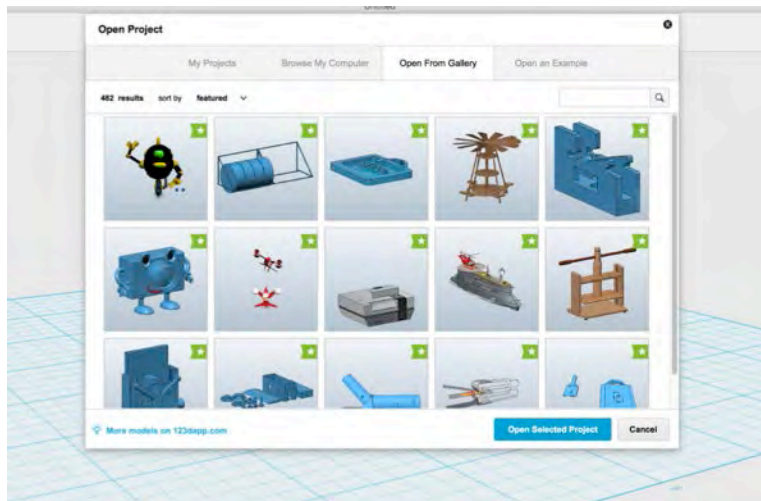 Untitled
Open Project
My Projects Browse My Computer Open From Gallery Open an Example
482 results sort by featured
More models on 123dapp.com
Open Selected Project Cancel